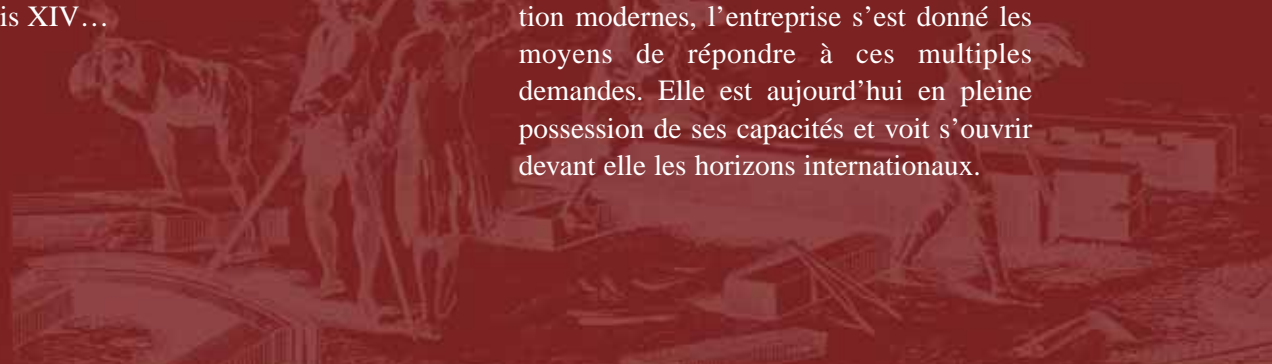 is XIV…
tion modernes, l’entreprise s’est donné les
moyens de répondre à ces multiples
demandes. Elle est aujourd’hui en pleine
possession de ses capacités et voit s’ouvrir
devant elle les horizons internationaux.